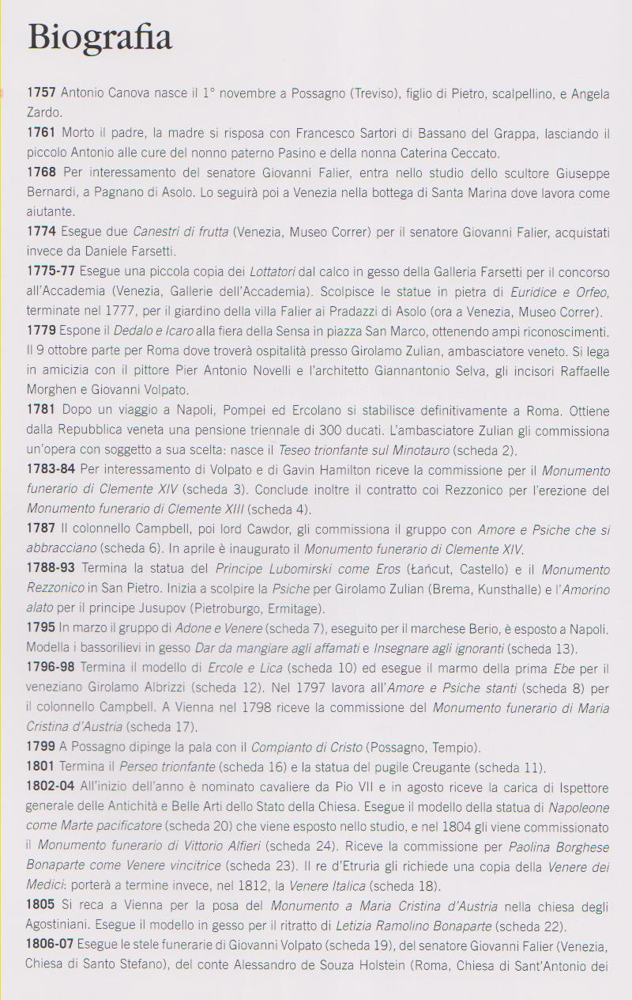 Biografia
1757 Antonio Canova nasce il 1° novembre a Possagno (Treviso), figlio di Pietro, scalpellino, e Angela
Zardo.
1761 Morto il padre, la madre si risposa con Francesco Sartori di Bassano del Grappa, lasciando il
piccolo Antonio alle cure del nonno paterno Pasino e della nonna Caterina Ceccato.
1768 Per interessamento del senatore Giovanni Falier, entra nello studio dello scultore Giuseppe
Bernardi, a Pagnano di Asolo. Lo seguirà poi a Venezia nella bottega di Santa Marina dove lavora come
aiutante.
1774 Esegue due Canestri di frutta (Venezia, Museo Correr) per il senatore Giovanni Falier, acquistati
invece da Daniele Farsetti.
1775-77 Esegue una piccola copia dei Lottatori dal calco in gesso della Galleria Farsetti per il concorso
all'Accademia (Venezia, Gallerie dell'Accademia). Scolpisce le statue in pietra di Euridice e Orfeo,
terminate nel 1777, per il giardino della villa Falier ai Pradazzi di Asolo (ora a Venezia, Museo Correr).
1779 Espone il Dedalo e Icaro alla fiera della Sensa in piazza San Marco, ottenendo ampi riconoscimenti.
Il 9 ottobre parte per Roma dove troverà ospitalità presso Girolamo Zulian, ambasciatore veneto. Si lega
in amicizia con il pittore Pier Antonio Novelli e l'architetto Giannantonio Selva, gli incisori Raffaelle
Morghen e Giovanni Volpato.
1781 Dopo un viaggio a Napoli, Pompei ed Ercolano si stabilisce definitivamente a Roma. Ottiene
dalla Repubblica veneta una pensione triennale di 300 ducati. L'ambasciatore Zulian gli commissiona
un'opera con soggetto a sua scelta: nasce il Teseo trionfante sul Minotauro (scheda 2).
1783-84 Per interessamento di Volpato e di Gavin Hamilton riceve la commissione per il Monumento
funerario di Clemente XIV (scheda 3). Conclude inoltre il contratto coi Rezzonico per l'erezione del
Monumento funerario di Clemente XIII (scheda 4).
1787 Il colonnello Campbell, poi lord Cawdor, gli commissiona il gruppo con Amore e Psiche che si
abbracciano (scheda 6). In aprile è inaugurato il Monumento funerario di Clemente XIV.
1788-93 Termina la statua del Principe Lubomirski come Eros (Łańcut, Castello) e il Monumento
Rezzonico in San Pietro. Inizia a scolpire la Psiche per Girolamo Zulian (Brema, Kunsthalle) e l'Amorino
alato per il principe Jusupov (Pietroburgo, Ermitage).
1795 In marzo il gruppo di Adone e Venere (scheda 7), eseguito per il marchese Berio, è esposto a Napoli.
Modella i bassorilievi in gesso Dar da mangiare agli affamati e Insegnare agli ignoranti (scheda 13).
1796-98 Termina il modello di Ercole e Lica (scheda 10) ed esegue il marmo della prima Ebe per il
veneziano Girolamo Albrizzi (scheda 12). Nel 1797 lavora all'Amore e Psiche stanti (scheda 8) per
il colonnello Campbell. A Vienna nel 1798 riceve la commissione del Monumento funerario di Maria
Cristina d'Austria (scheda 17).
1799 A Possagno dipinge la pala con il Compianto di Cristo (Possagno, Tempio).
1801 Termina il Perseo trionfante (scheda 16) e la statua del pugile Creugante (scheda 11).
1802-04 All'inizio dell'anno è nominato cavaliere da Pio VII e in agosto riceve la carica di Ispettore
generale delle Antichità e Belle Arti dello Stato della Chiesa. Esegue il modello della statua di Napoleone
come Marte pacificatore (scheda 20) che viene esposto nello studio, e nel 1804 gli viene commissionato
il Monumento funerario di Vittorio Alfieri (scheda 24). Riceve la commissione per Paolina Borghese
Bonaparte come Venere vincitrice (scheda 23). Il re d'Etruria gli richiede una copia della Venere dei
Medici: porterà a termine invece, nel 1812, la Venere Italica (scheda 18).
1805 Si reca a Vienna per la posa del Monumento a Maria Cristina d'Austria nella chiesa degli
Agostiniani. Esegue il modello in gesso per il ritratto di Letizia Ramolino Bonaparte (scheda 22).
1806-07 Esegue le stele funerarie di Giovanni Volpato (scheda 19), del senatore Giovanni Falier (Venezia,
Chiesa di Santo Stefano), del conte Alessandro de Souza Holstein (Roma, Chiesa di Sant'Antonio dei